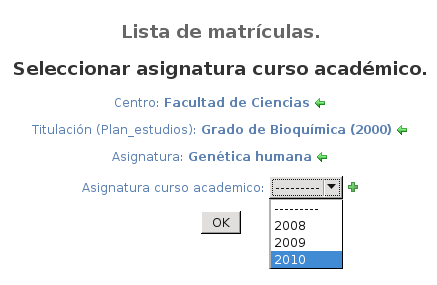 Lista de matrículas.
Seleccionar asignatura curso académico.
Centro: Facultad de Ciencias
Titulación (Plan_estudios): Grado de Bioquímica (2000)
Asignatura: Genética humana
Asignatura curso academico: ---------
---------
OK
2008
2009
2010